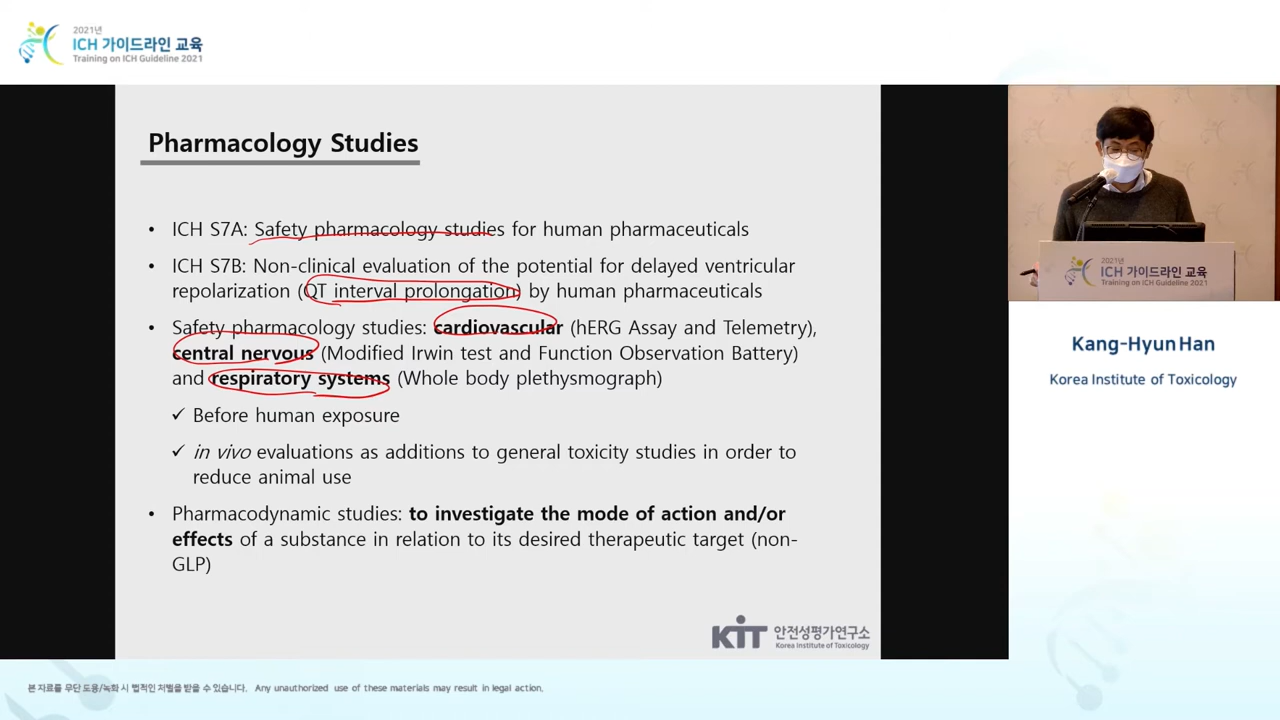 2021년
ICH 가이드라인 교육
Training on ICH Guideline 2021
Pharmacology Studies
• ICH S7A: Safety pharmacology studies for human pharmaceuticals
• ICH S7B: Non-clinical evaluation of the potential for delayed ventricular
repolarization (QT interval prolongation) by human pharmaceuticals
• Safety pharmacology studies: cardiovascular (hERG Assay and Telemetry),
central nervous (Modified Irwin test and Function Observation Battery)
and respiratory systems (Whole body plethysmograph)
✓ Before human exposure
✓ in vivo evaluations as additions to general toxicity studies in order to
reduce animal use
• Pharmacodynamic studies: to investigate the mode of action and/or
effects of a substance in relation to its desired therapeutic target (non-
GLP)
KIT 안전성평가연구소
Korea Institute of Toxicology
2021년
ICH 가이드라인 교육
Training on ICH Guideline 2021
Kang-Hyun Han
Korea Institute of Toxicology
본 자료를 무단 도용/녹화 시 법적인 처벌을 받을 수 있습니다. Any unauthorized use of these materials may result in legal action.